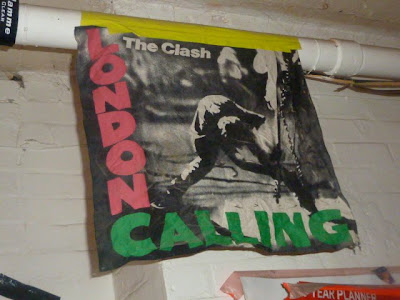 The Clash
LONDON
CALLING
YEAR PLANNER